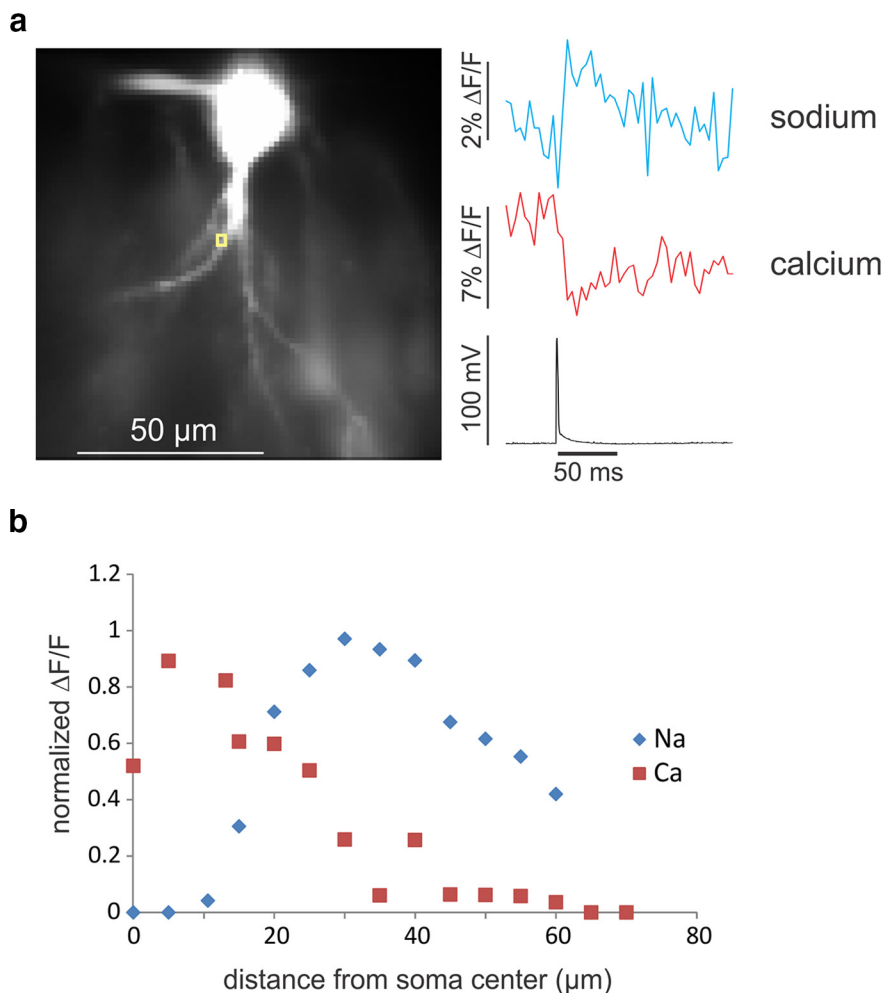 a
50 µm
2% ΔF/F
sodium
7% ΔF/F
calcium
100 mV
50 ms
b
1.2
1
0.8
0.6
0.4
0.2
0
normalized ΔF/F
Na
Ca
0 20 40 60 80
distance from soma center (µm)